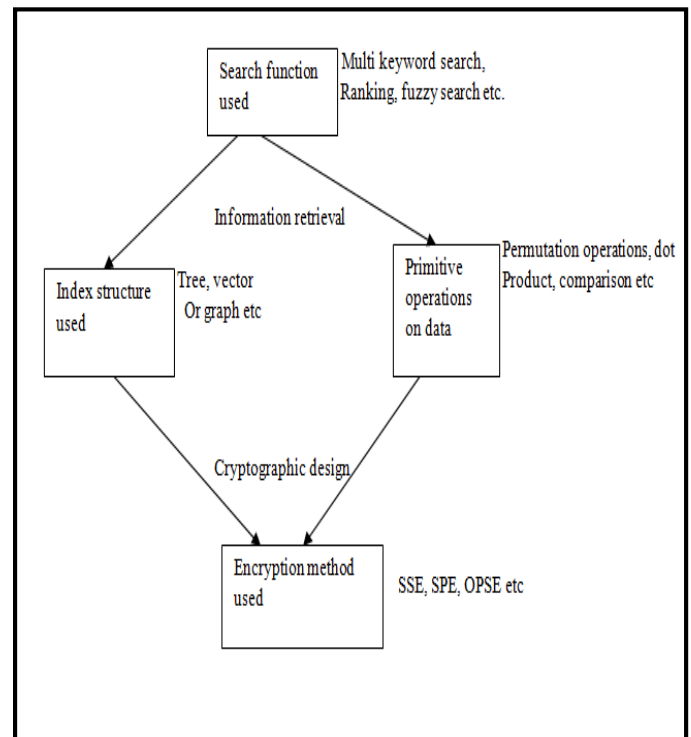 Search function
used
Multi keyword search,
Ranking, fuzzy search etc.
Information retrieval
Index structure
used
Tree, vector
Or graph etc
Primitive
operations
on data
Permutation operations, dot
Product, comparison etc
Cryptographic design
Encryption method
used
SSE, SPE, OPSE etc